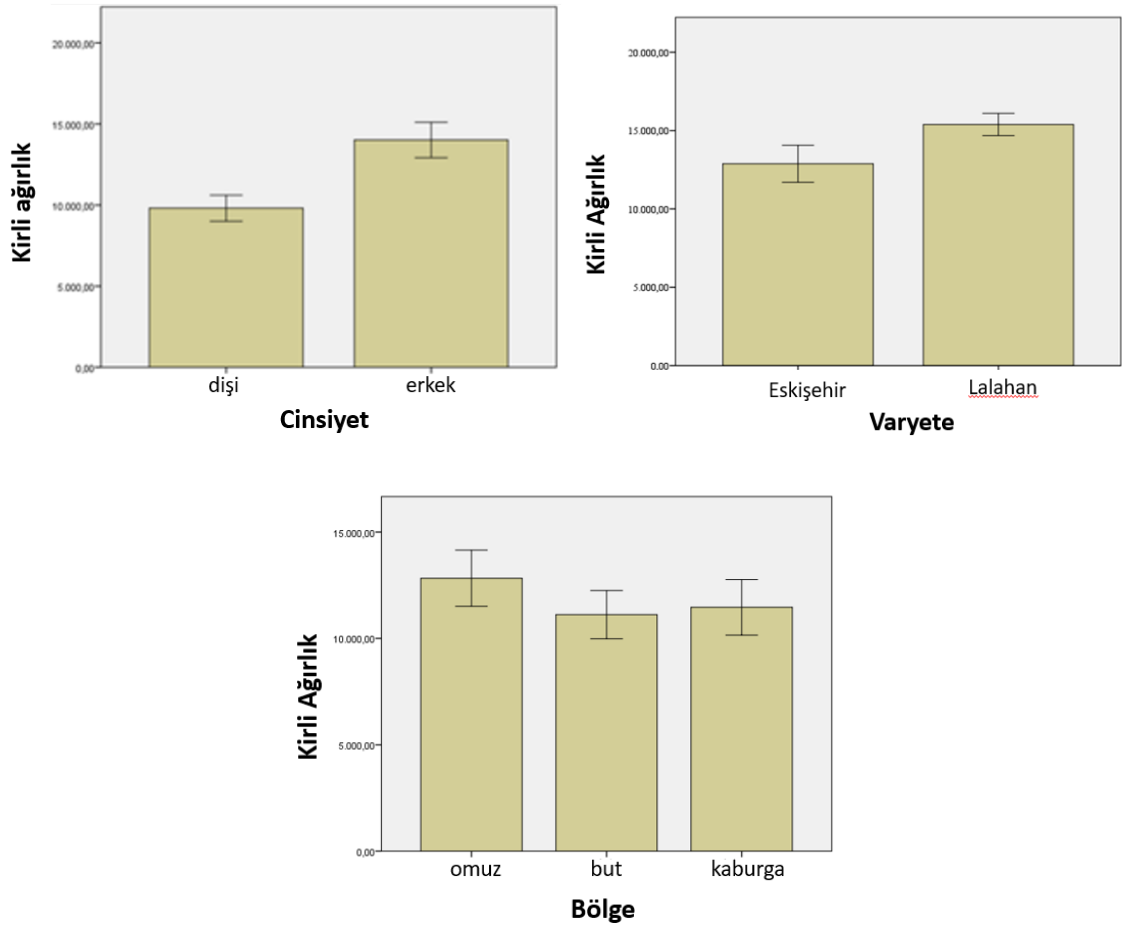 Kirli ağırlık
20.000,00
15.000,00
10.000,00
5.000,00
0,00
dişi erkek
Cinsiyet
Kirli Ağırlık
20.000,00
15.000,00
10.000,00
5.000,00
0.00
Eskişehir Lalahan
Varyete
Kirli Ağırlık
15.000,00
10.000,00
5.000,00
0,00
omuz but kaburga
Bölge